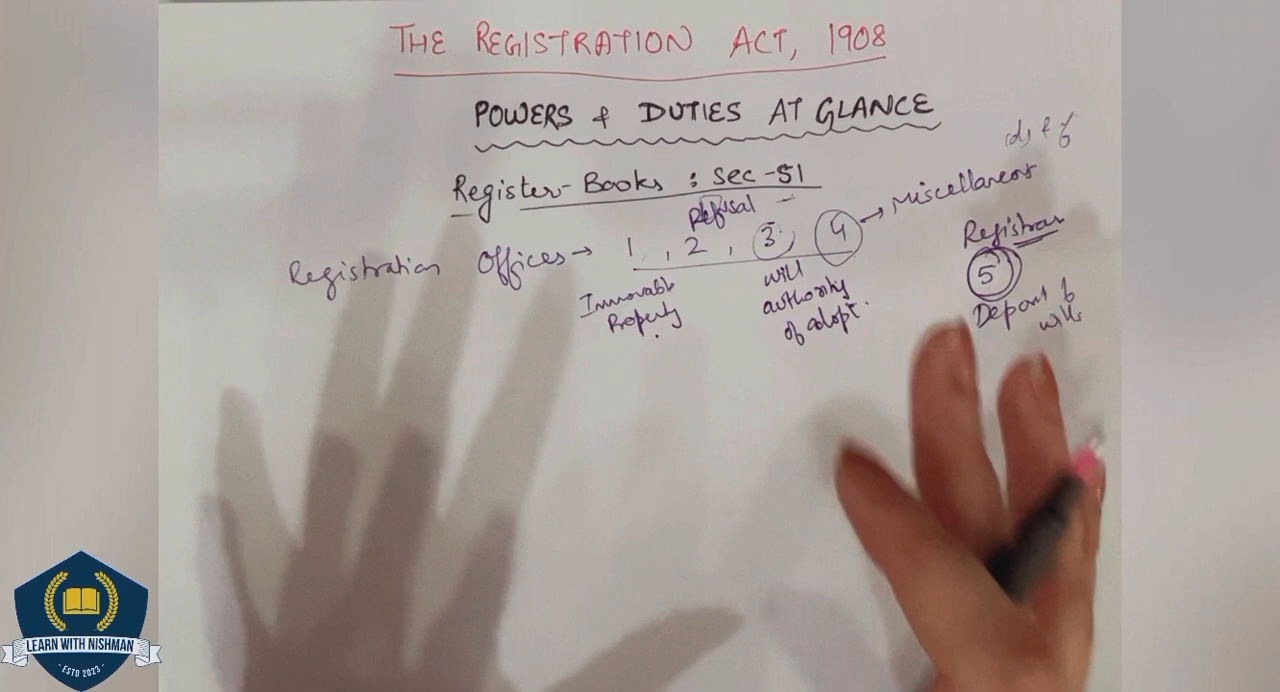 THE REGISTRATION ACT, 1908
POWERS & DUTIES AT GLANCE
Register-Books : Sec-51
Refusal
Registration Offices → 1, 2, 3, 4 → Miscellaneous
Registrar
5
Immovable
Property
will
authority
of adopt.
Deposit of
wills
LEARN WITH NISHMAN
- ESTD 2023 -